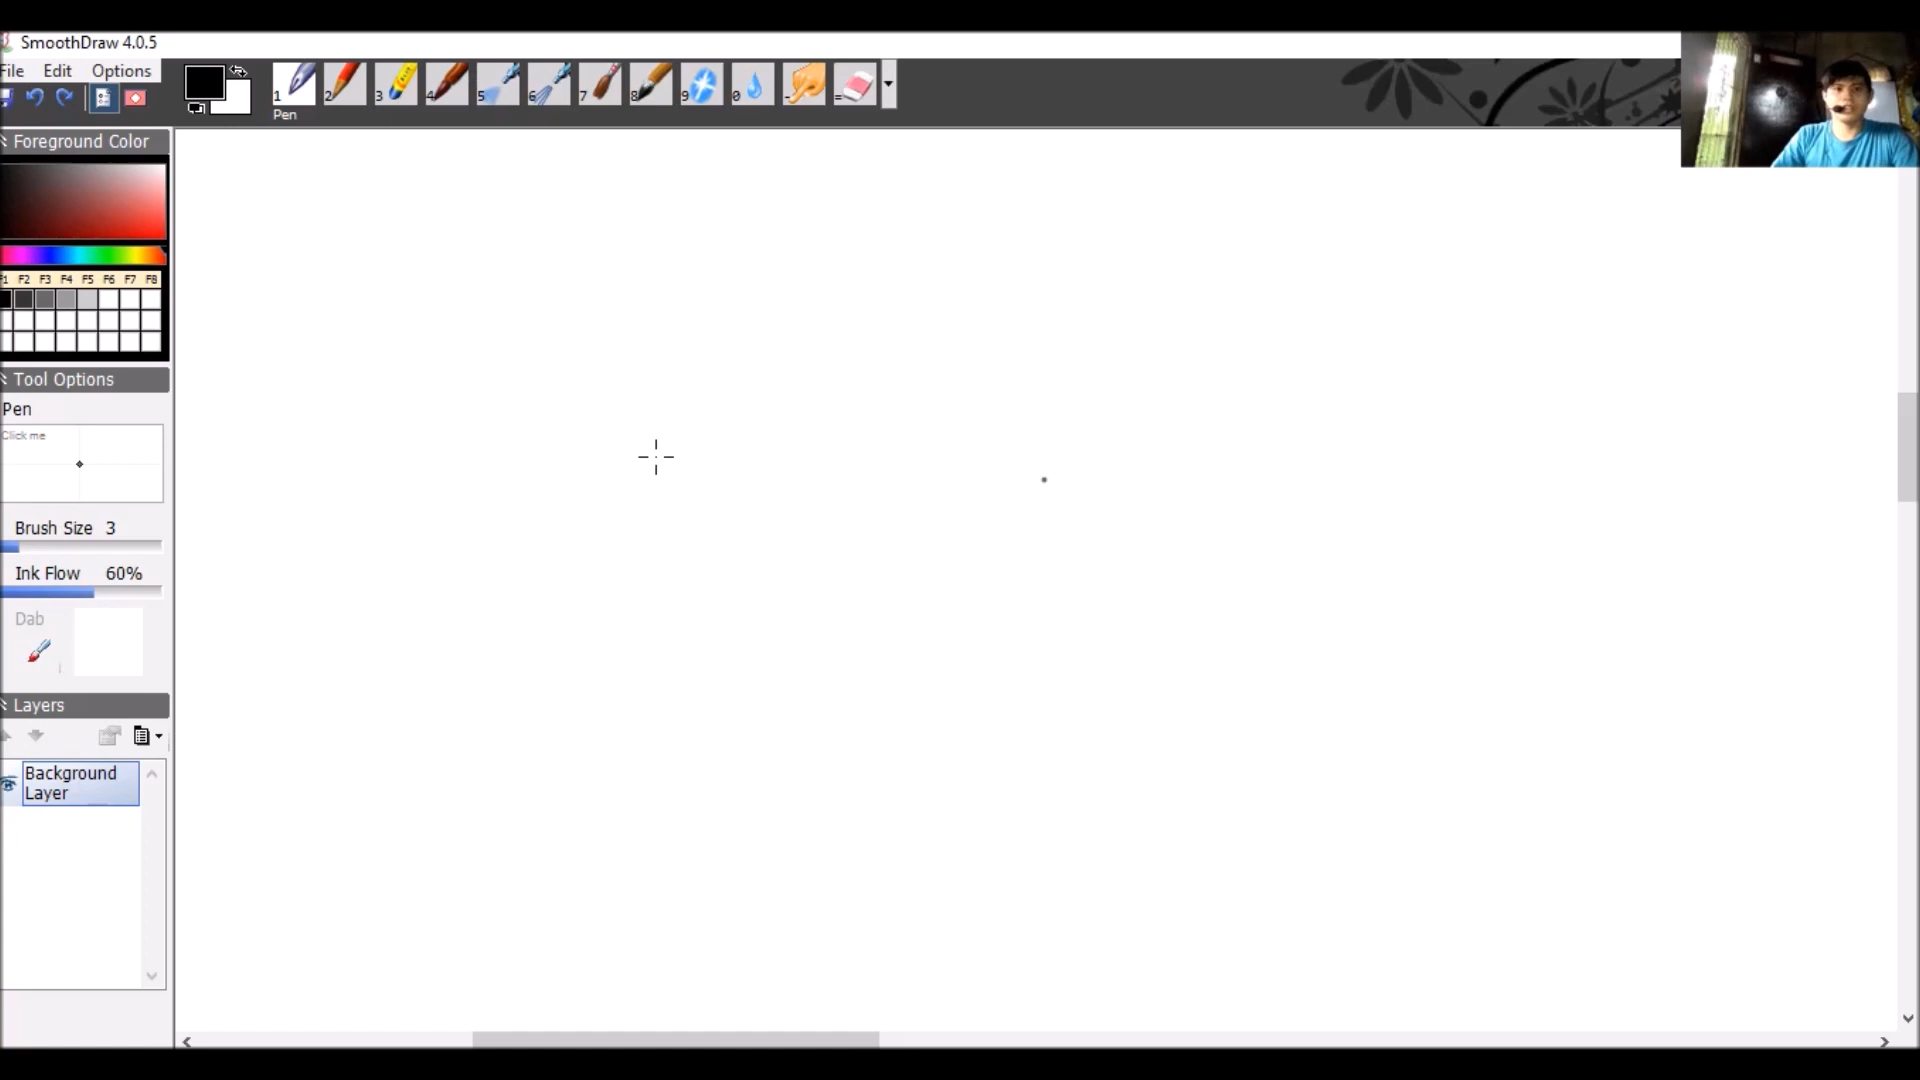 SmoothDraw 4.0.5
File Edit Options
1 2 3 4 5 6 7 8 9 0 - =
Pen
Foreground Color
F1 F2 F3 F4 F5 F6 F7 F8
Tool Options
Pen
Click me
Brush Size 3
Ink Flow 60%
Dab
Layers
Background
Layer